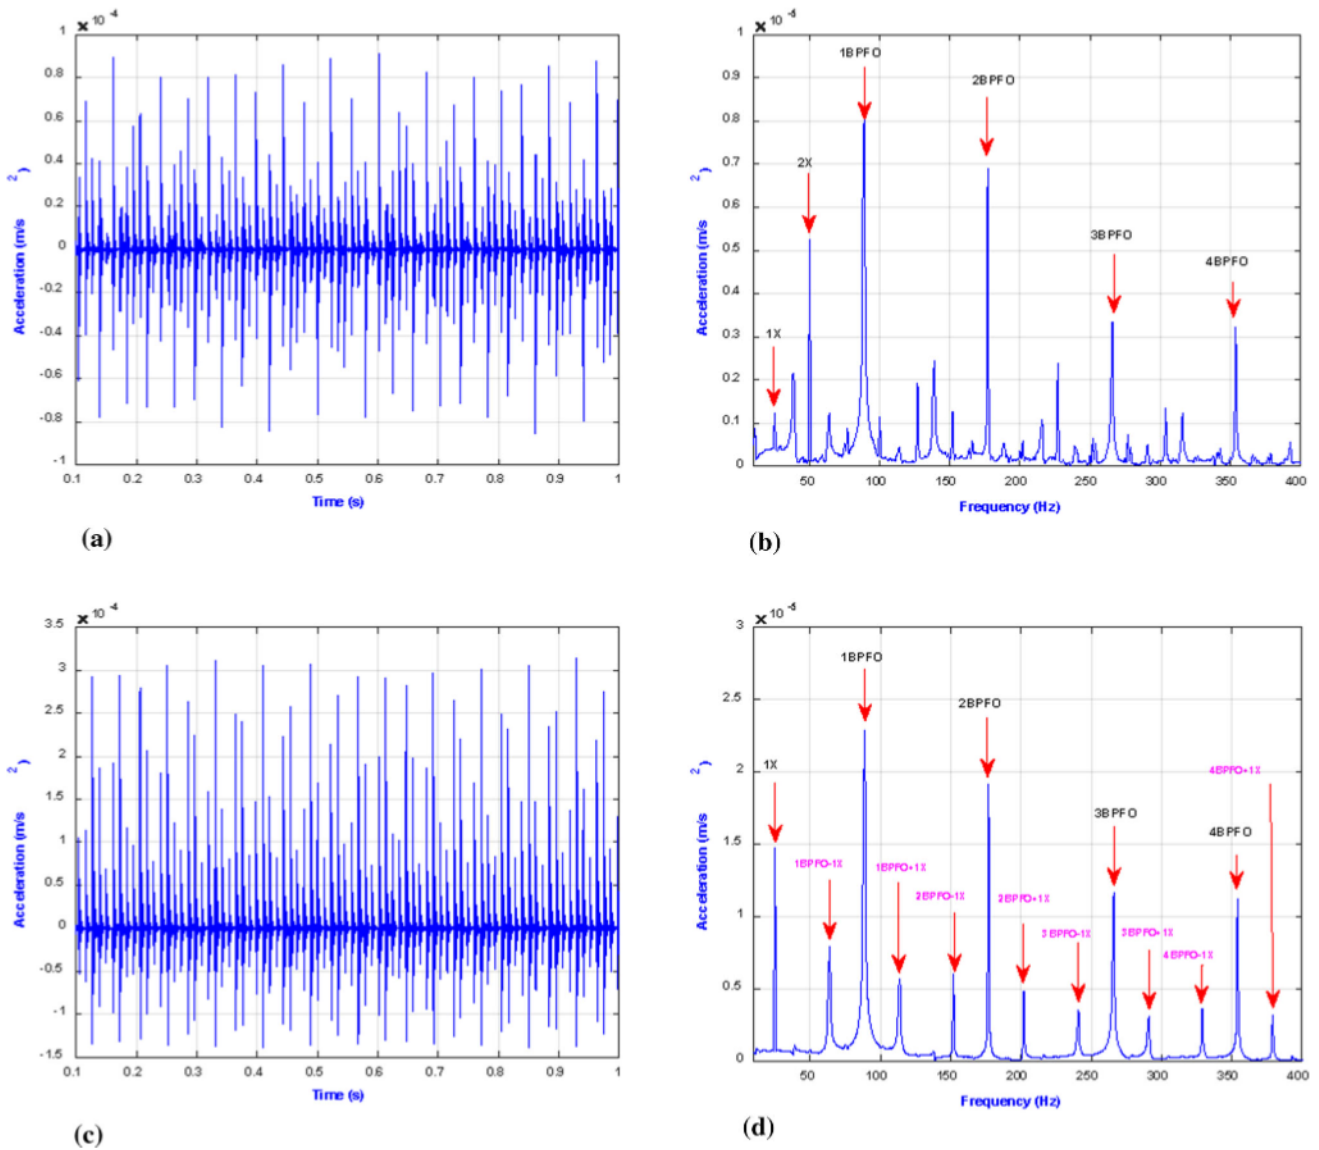 × 10 -4
1
0.8
0.6
0.4
0.2
0
-0.2
-0.4
-0.6
-0.8
-1
0.1 0.2 0.3 0.4 0.5 0.6 0.7 0.8 0.9 1
Acceleration (m/s 2 )
Time (s)
(a)
× 10 -5
1
0.9
0.8
0.7
0.6
0.5
0.4
0.3
0.2
0.1
0
50 100 150 200 250 300 350 400
Acceleration (m/s 2 )
Frequency (Hz)
1X
2X
1BPFO
2BPFO
3BPFO
4BPFO
(b)
× 10 -4
3.5
3
2.5
2
1.5
1
0.5
0
-0.5
-1
-1.5
0.1 0.2 0.3 0.4 0.5 0.6 0.7 0.8 0.9 1
Acceleration (m/s 2 )
Time (s)
(c)
× 10 -5
3
2.5
2
1.5
1
0.5
0
50 100 150 200 250 300 350 400
Acceleration (m/s 2 )
Frequency (Hz)
1X
1BPFO-1X
1BPFO
1BPFO+1X
2BPFO-1X
2BPFO
2BPFO+1X
3BPFO-1X
3BPFO
3BPFO+1X
4BPFO-1X
4BPFO
4BPFO+1X
(d)